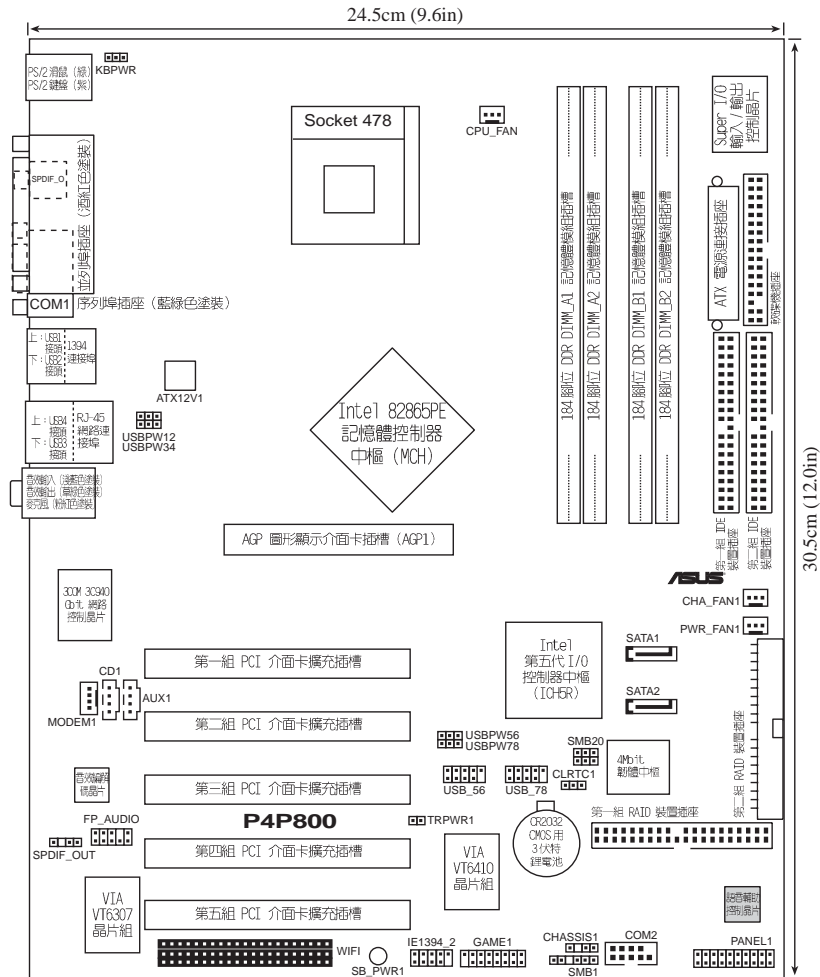 24.5cm (9.6in)
PS/2 滑鼠 (綠)
PS/2 鍵盤 (紫)
KBPWR
Socket 478
CPU_FAN
Super I/O
輸入/輸出
控制晶片
SPDIF_O
並列埠插座 (酒紅色塗裝)
COM1
序列埠插座 (藍綠色塗裝)
184 腳位 DDR DIMM_A1 記憶體模組插槽
184 腳位 DDR DIMM_A2 記憶體模組插槽
184 腳位 DDR DIMM_B1 記憶體模組插槽
184 腳位 DDR DIMM_B2 記憶體模組插槽
ATX 電源連接插座
軟碟機插座
上:USB1
接頭
下:USB2
接頭
1394
連接埠
ATX12V1
上:USB4
接頭
下:USB3
接頭
RJ-45
網路連
接埠
USBPW12
USBPW34
Intel 82865PE
記憶體控制器
中樞 (MCH)
音效輸入 (淺藍色塗裝)
音效輸出 (草綠色塗裝)
麥克風 (粉紅色塗裝)
30.5cm (12.0in)
AGP 圖形顯示介面卡插槽 (AGP1)
第一組 IDE
裝置插座
第二組 IDE
裝置插座
ASUS
3COM 3C940
Gbit 網路
控制晶片
CHA_FAN1
PWR_FAN1
Intel
第五代 I/O
控制器中樞
(ICH5R)
SATA1
SATA2
第一組 PCI 介面卡擴充插槽
CD1
AUX1
MODEM1
第二組 PCI 介面卡擴充插槽
USBPW56
USBPW78
SMB20
4Mbit
韌體中樞
CLRTC1
USB_56
USB_78
第二組 RAID 裝置插座
音效編解
碼晶片
第三組 PCI 介面卡擴充插槽
第一組 RAID 裝置插座
FP_AUDIO
P4P800
TRPWR1
CR2032
CMOS 用
3 伏特
鋰電池
SPDIF_OUT
第四組 PCI 介面卡擴充插槽
VIA
VT6410
晶片組
VIA
VT6307
晶片組
語音輔助
控制晶片
第五組 PCI 介面卡擴充插槽
WIFI
SB_PWR1
IE1394_2
GAME1
CHASSIS1
SMB1
COM2
PANEL1